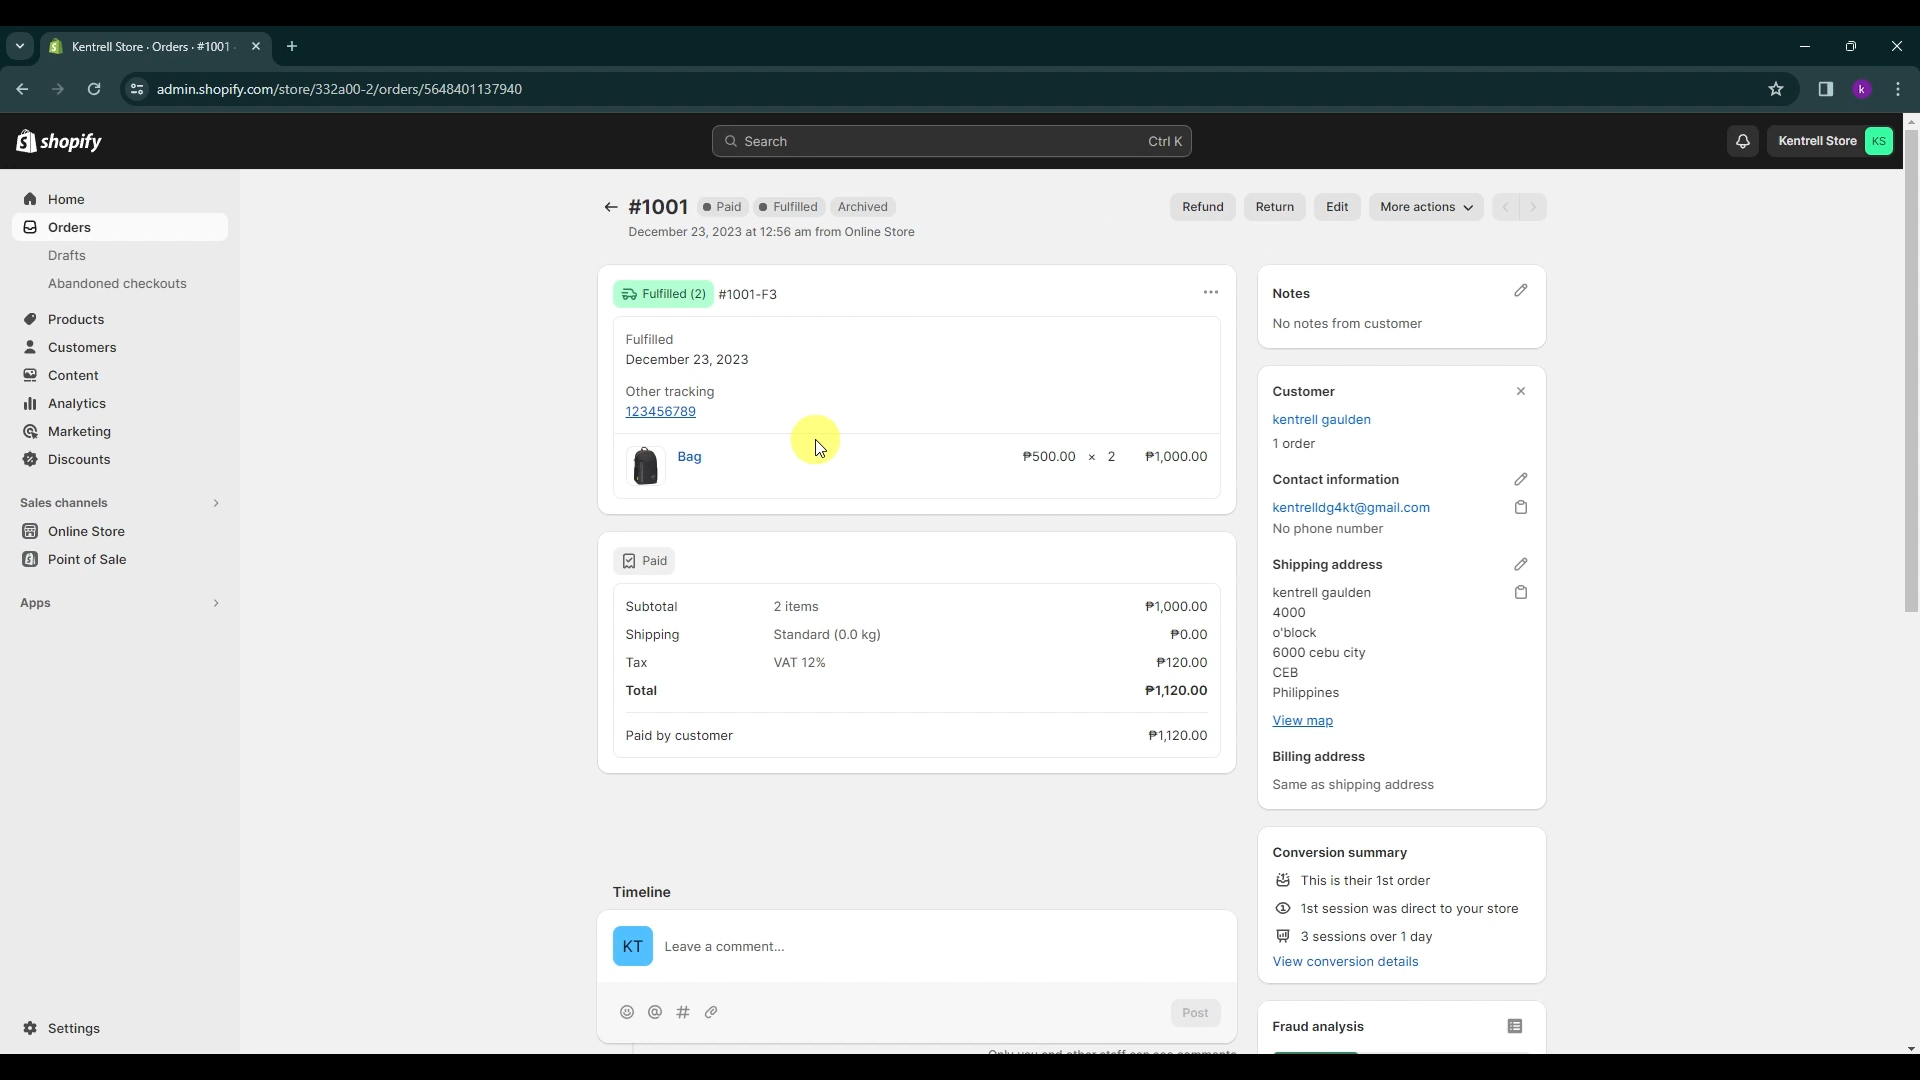 Kentrell Store · Orders · #1001
admin.shopify.com/store/332a00-2/orders/5648401137940
k
shopify
Search
Ctrl K
Kentrell Store
KS
Home
Orders
Drafts
Abandoned checkouts
Products
Customers
Content
Analytics
Marketing
Discounts
Sales channels
Online Store
Point of Sale
Apps
Settings
#1001 Paid Fulfilled Archived
December 23, 2023 at 12:56 am from Online Store
Refund Return Edit More actions
Fulfilled (2) #1001-F3
Fulfilled
December 23, 2023
Other tracking
123456789
Bag ₱500.00 × 2 ₱1,000.00
Paid
Subtotal 2 items ₱1,000.00
Shipping Standard (0.0 kg) ₱0.00
Tax VAT 12% ₱120.00
Total ₱1,120.00
Paid by customer ₱1,120.00
Timeline
KT Leave a comment...
Post
Notes
No notes from customer
Customer
kentrell gaulden
1 order
Contact information
kentrelldg4kt@gmail.com
No phone number
Shipping address
kentrell gaulden
4000
o'block
6000 cebu city
CEB
Philippines
View map
Billing address
Same as shipping address
Conversion summary
This is their 1st order
1st session was direct to your store
3 sessions over 1 day
View conversion details
Fraud analysis